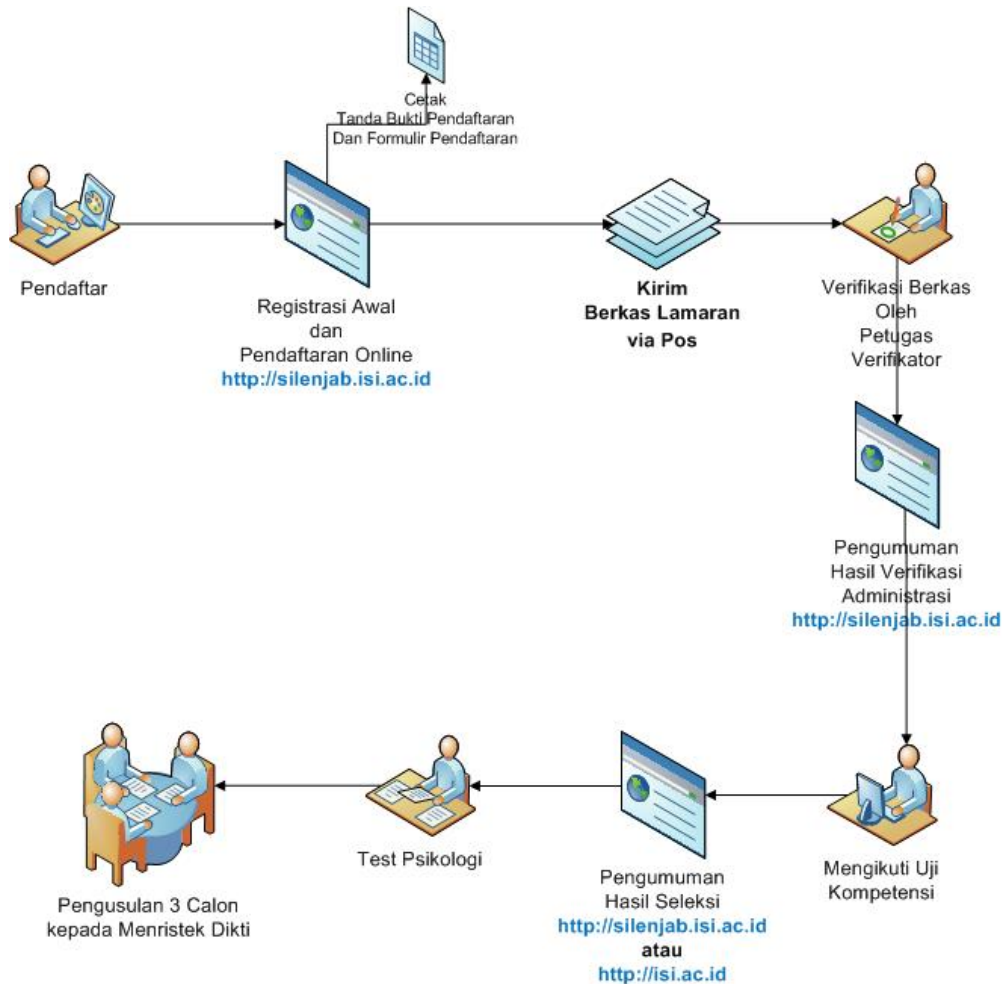 Cetak
Tanda Bukti Pendaftaran
Dan Formulir Pendaftaran
Pendaftar
Registrasi Awal
dan
Pendaftaran Online
http://silenjab.isi.ac.id
Kirim
Berkas Lamaran
via Pos
Verifikasi Berkas
Oleh
Petugas
Verifikator
Pengumuman
Hasil Verifikasi
Administrasi
http://silenjab.isi.ac.id
Mengikuti Uji
Kompetensi
Pengumuman
Hasil Seleksi
http://silenjab.isi.ac.id
atau
http://isi.ac.id
Test Psikologi
Pengusulan 3 Calon
kepada Menristek Dikti